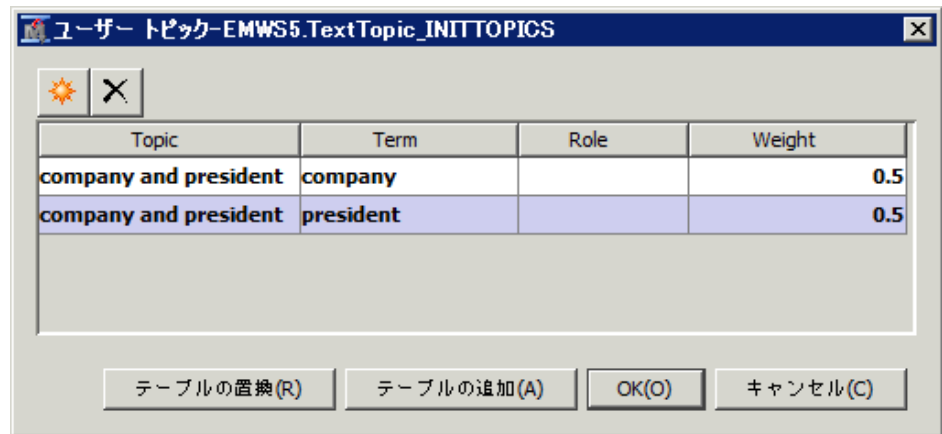 ユーザー トピック-EMWS5.TextTopic_INITTOPICS
Topic Term Role Weight
company and president company 0.5
company and president president 0.5
テーブルの置換(R) テーブルの追加(A) OK(O) キャンセル(C)